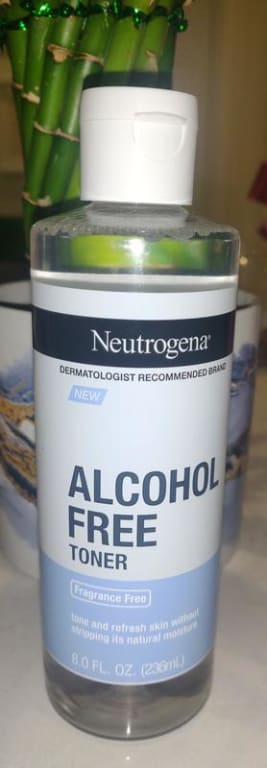 Neutrogena®
DERMATOLOGIST RECOMMENDED BRAND
NEW
ALCOHOL
FREE
TONER
Fragrance Free
tone and refresh skin without
stripping its natural moisture
8.0 FL. OZ. (236mL)